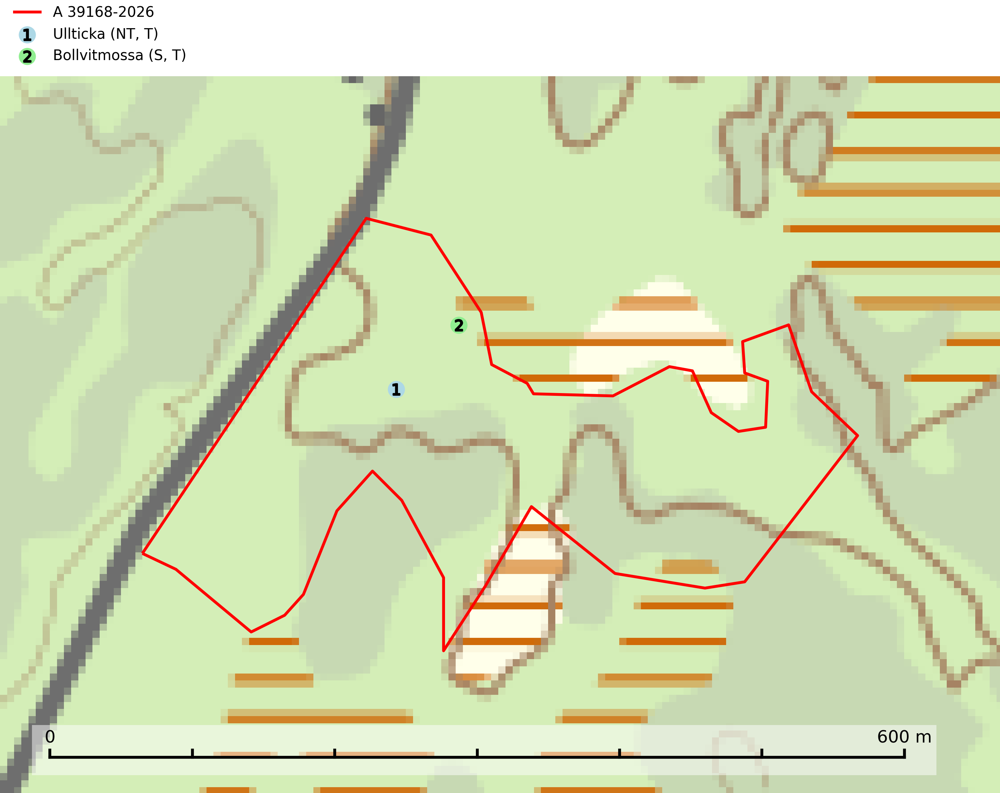 A 39168-2026
1 Ullticka (NT, T)
2 Bollvitmossa (S, T)
2
1
0 600 m